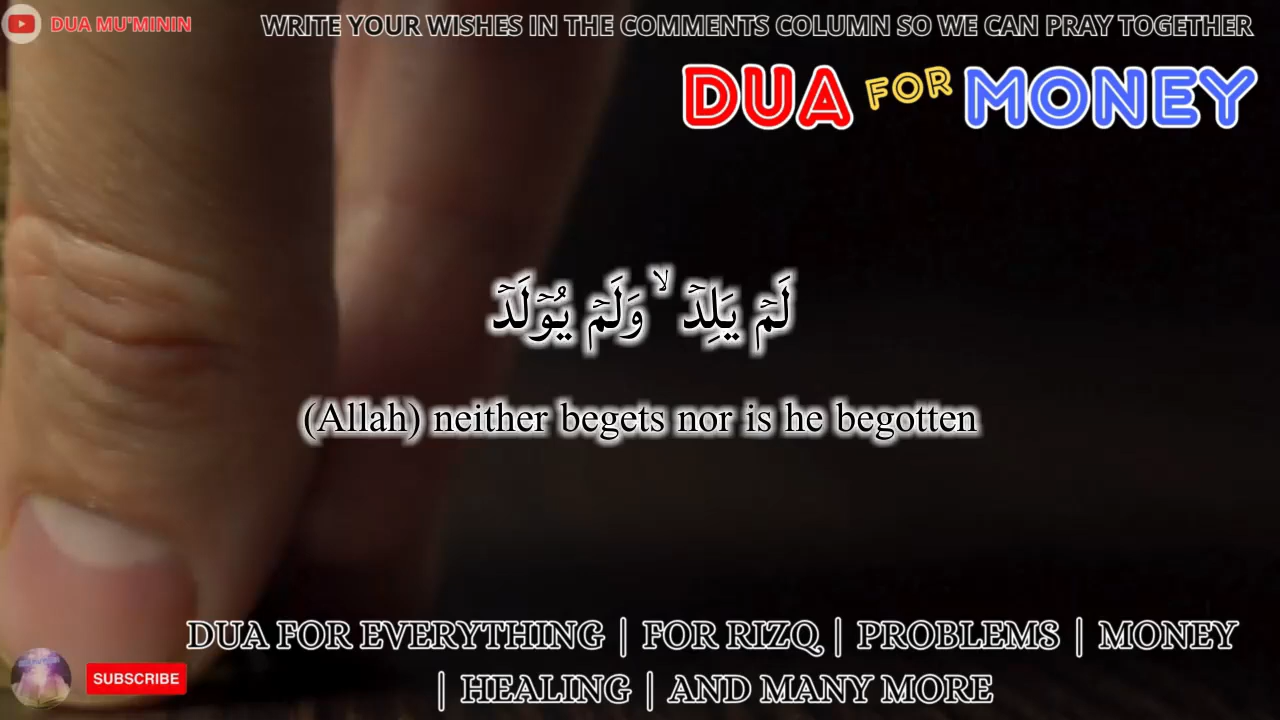 DUA MU'MININ
WRITE YOUR WISHES IN THE COMMENTS COLUMN SO WE CAN PRAY TOGETHER
DUA FOR MONEY
لَمْ يَلِدْ ۙ وَلَمْ يُوْلَدْ
(Allah) neither begets nor is he begotten
DUA FOR EVERYTHING | FOR RIZQ | PROBLEMS | MONEY
| HEALING | AND MANY MORE
SUBSCRIBE